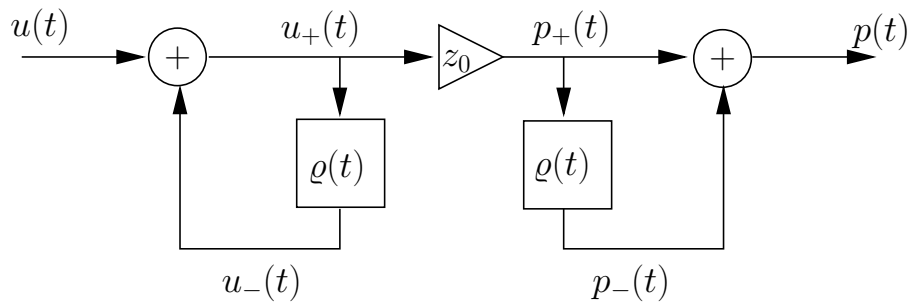 u(t) u₊(t) p₊(t) p(t)
+ z₀ +
ϱ(t) ϱ(t)
u₋(t) p₋(t)